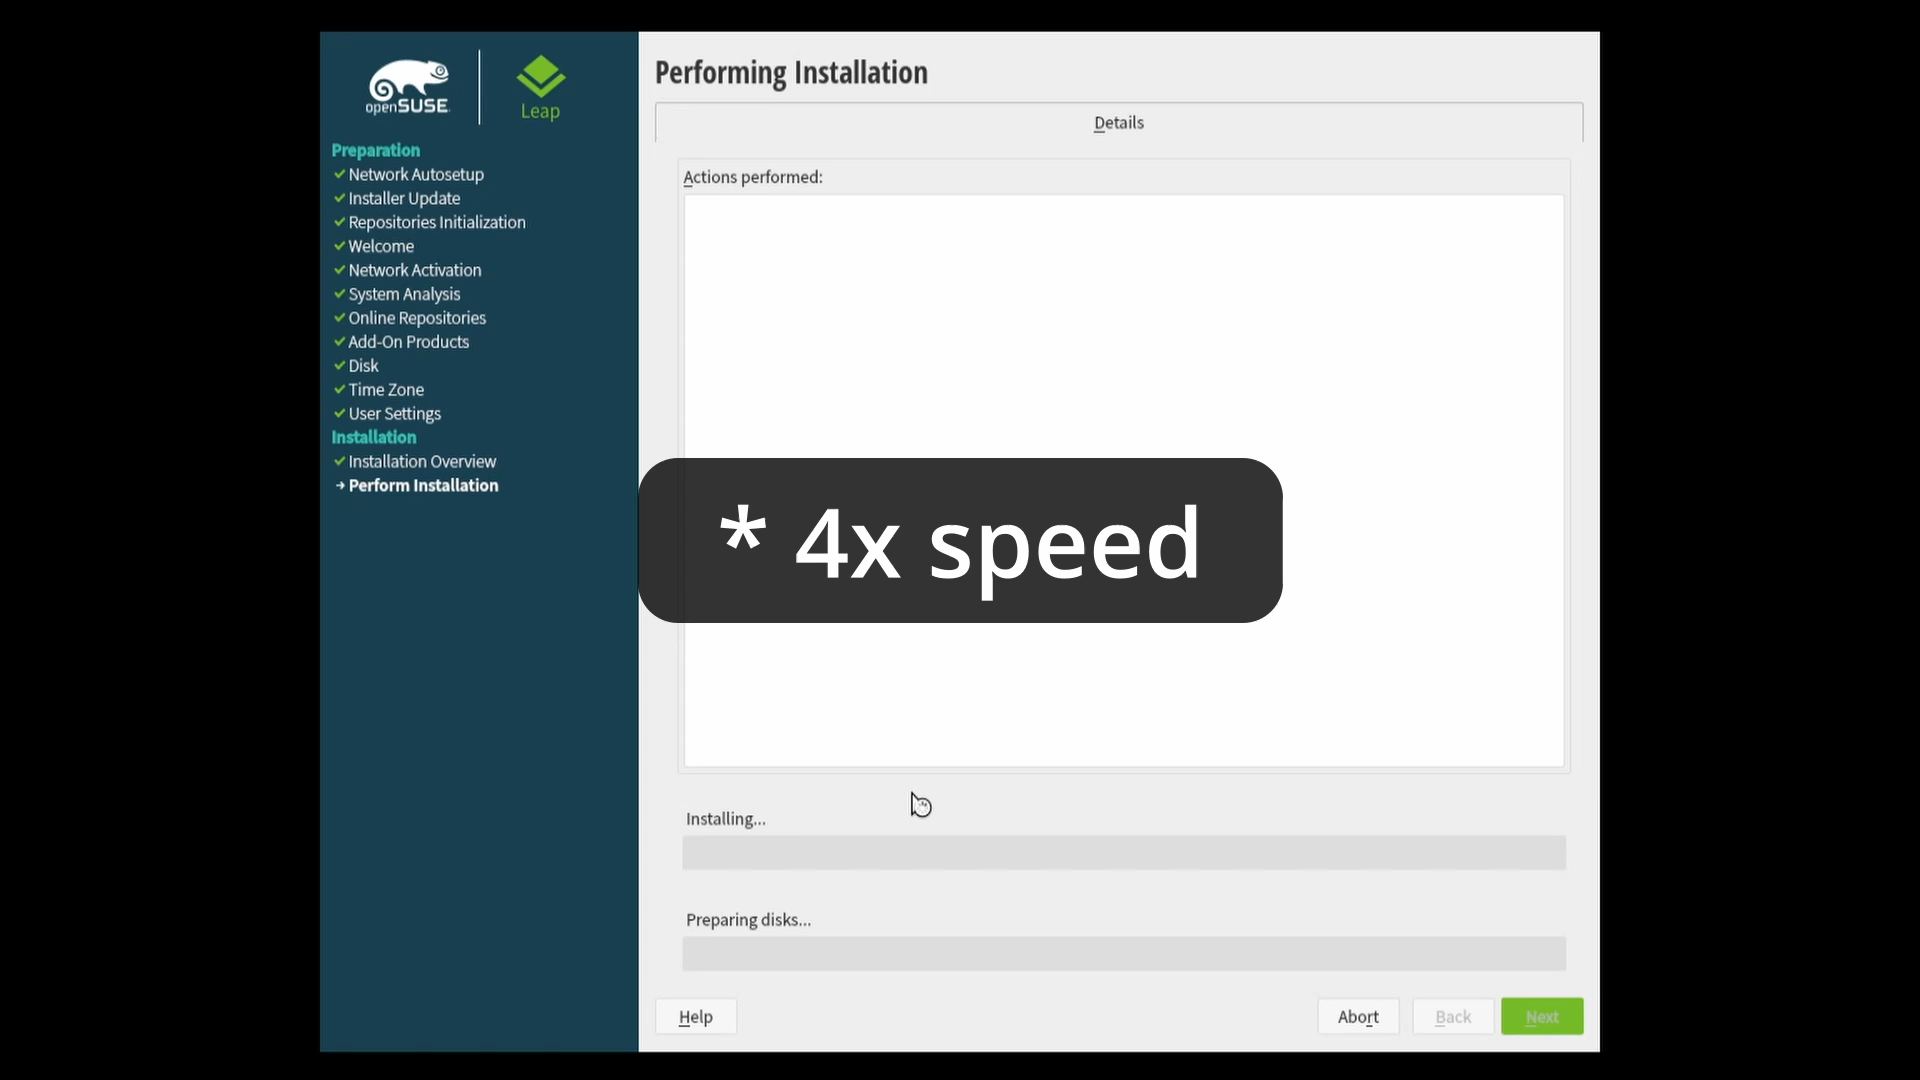 openSUSE
Leap
Preparation
Network Autosetup
Installer Update
Repositories Initialization
Welcome
Network Activation
System Analysis
Online Repositories
Add-On Products
Disk
Time Zone
User Settings
Installation
Installation Overview
Perform Installation
Performing Installation
Details
Actions performed:
* 4x speed
Installing...
Preparing disks...
Help
Abort
Back
Next